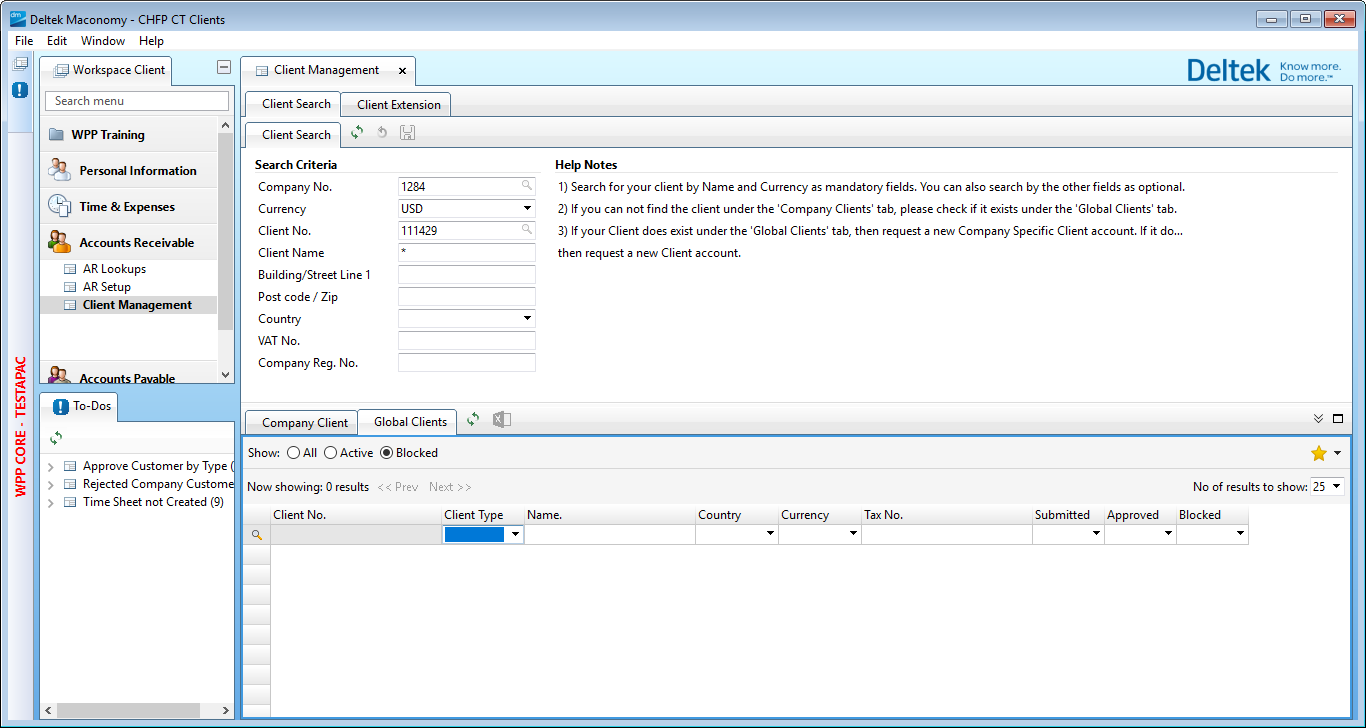 Deltek Maconomy - CHFP CT Clients
File Edit Window Help
Workspace Client
Search menu
WPP Training
Personal Information
Time & Expenses
Accounts Receivable
AR Lookups
AR Setup
Client Management
Accounts Payable
WPP CORE - TESTAPAC
To-Dos
Approve Customer by Type (
Rejected Company Custome
Time Sheet not Created (9)
Client Management
Deltek Know more.
Do more.™
Client Search Client Extension
Client Search
Search Criteria
Company No. 1284
Currency USD
Client No. 111429
Client Name *
Building/Street Line 1
Post code / Zip
Country
VAT No.
Company Reg. No.
Help Notes
1) Search for your client by Name and Currency as mandatory fields. You can also search by the other fields as optional.
2) If you can not find the client under the 'Company Clients' tab, please check if it exists under the 'Global Clients' tab.
3) If your Client does exist under the 'Global Clients' tab, then request a new Company Specific Client account. If it do...
then request a new Client account.
Company Client Global Clients
Show: All Active Blocked
Now showing: 0 results << Prev Next >> No of results to show: 25
Client No. Client Type Name. Country Currency Tax No. Submitted Approved Blocked